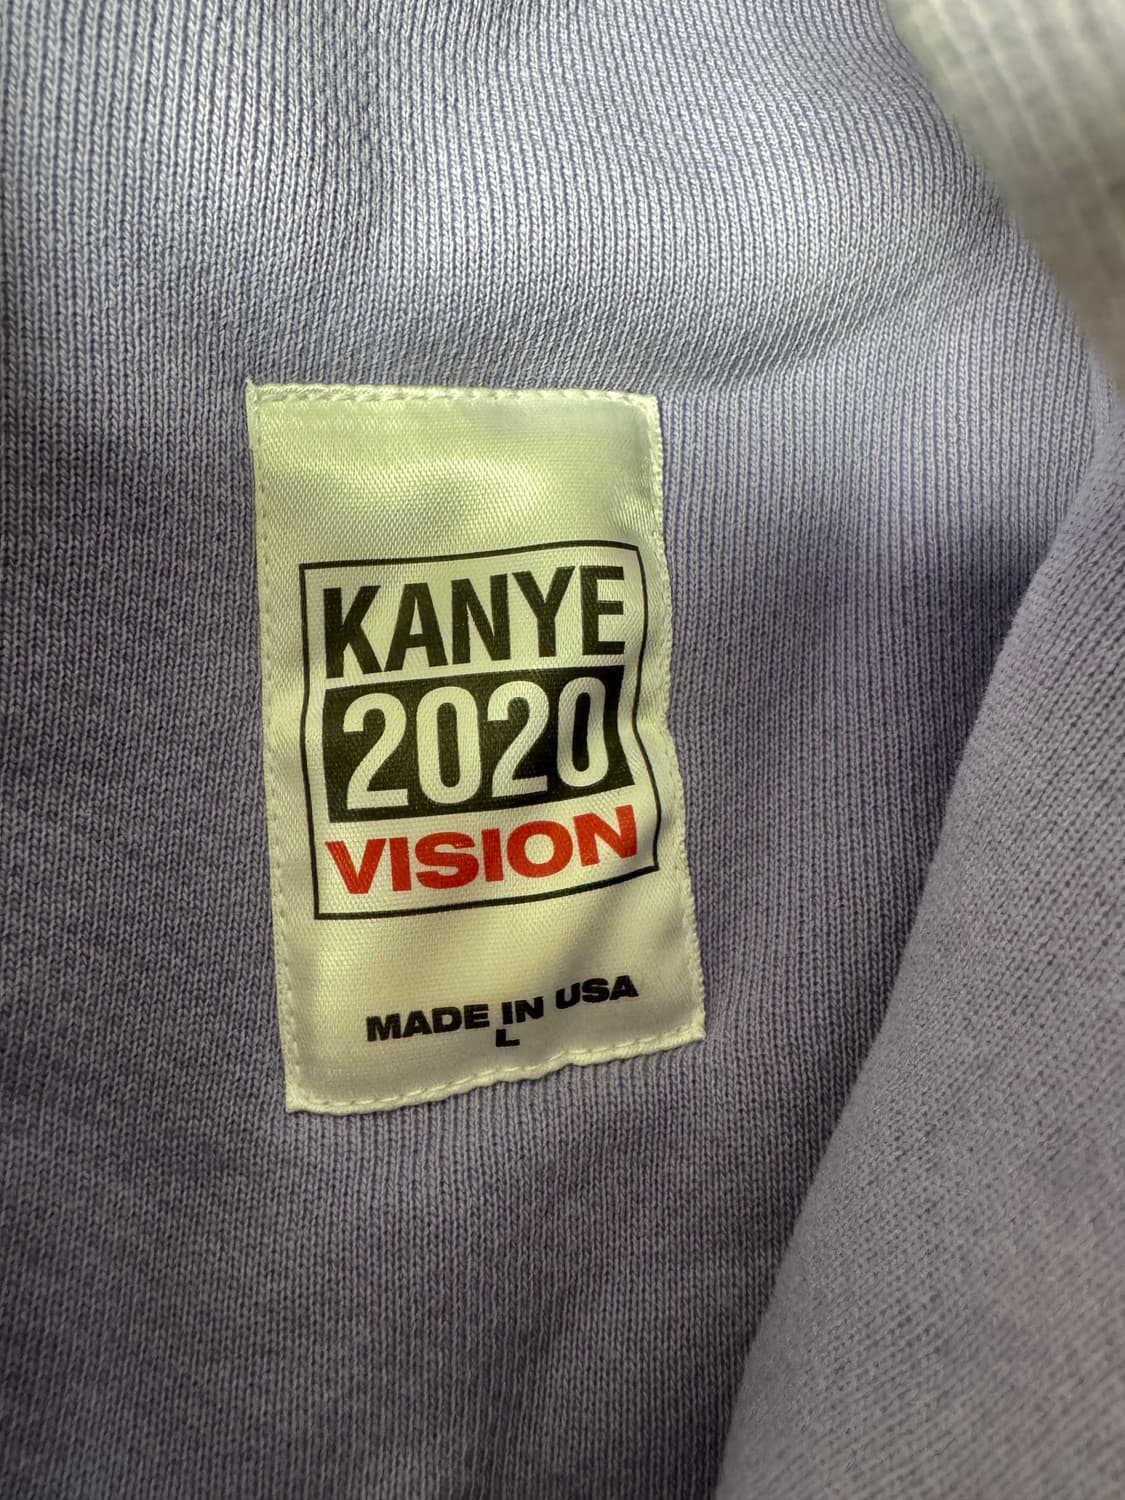 KANYE
2020
VISION
MADE IN USA
L